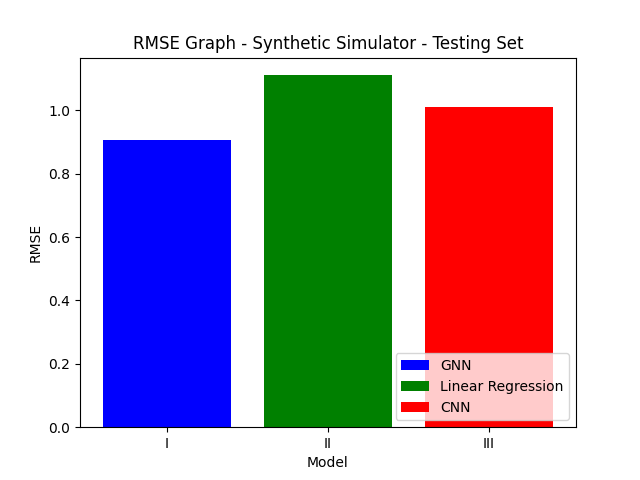 RMSE Graph - Synthetic Simulator - Testing Set
1.0
0.8
0.6
0.4
0.2
0.0
RMSE
GNN
Linear Regression
CNN
I
II
III
Model